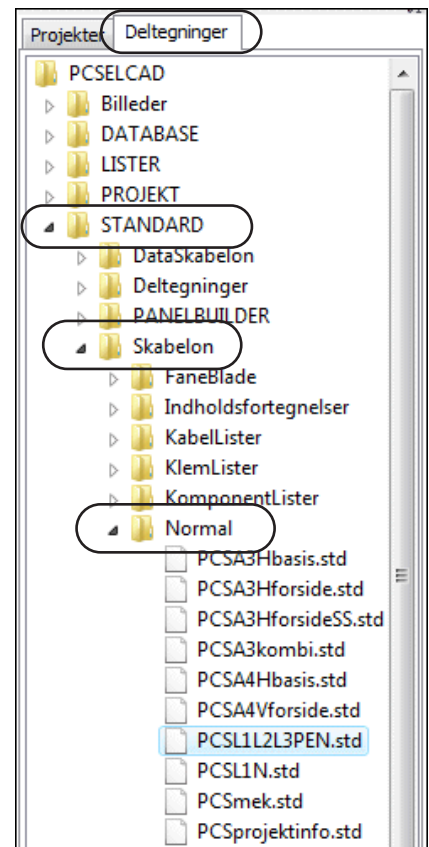 Projekter Deltegninger
PCSELCAD
Billeder
DATABASE
LISTER
PROJEKT
STANDARD
DataSkabelon
Deltegninger
PANELBUILDER
Skabelon
FaneBlade
Indholdsfortegnelser
KabelLister
KlemLister
KomponentLister
Normal
PCSA3Hbasis.std
PCSA3Hforside.std
PCSA3HforsideSS.std
PCSA3kombi.std
PCSA4Hbasis.std
PCSA4Vforside.std
PCSL1L2L3PEN.std
PCSL1N.std
PCSmek.std
PCSprojektinfo.std